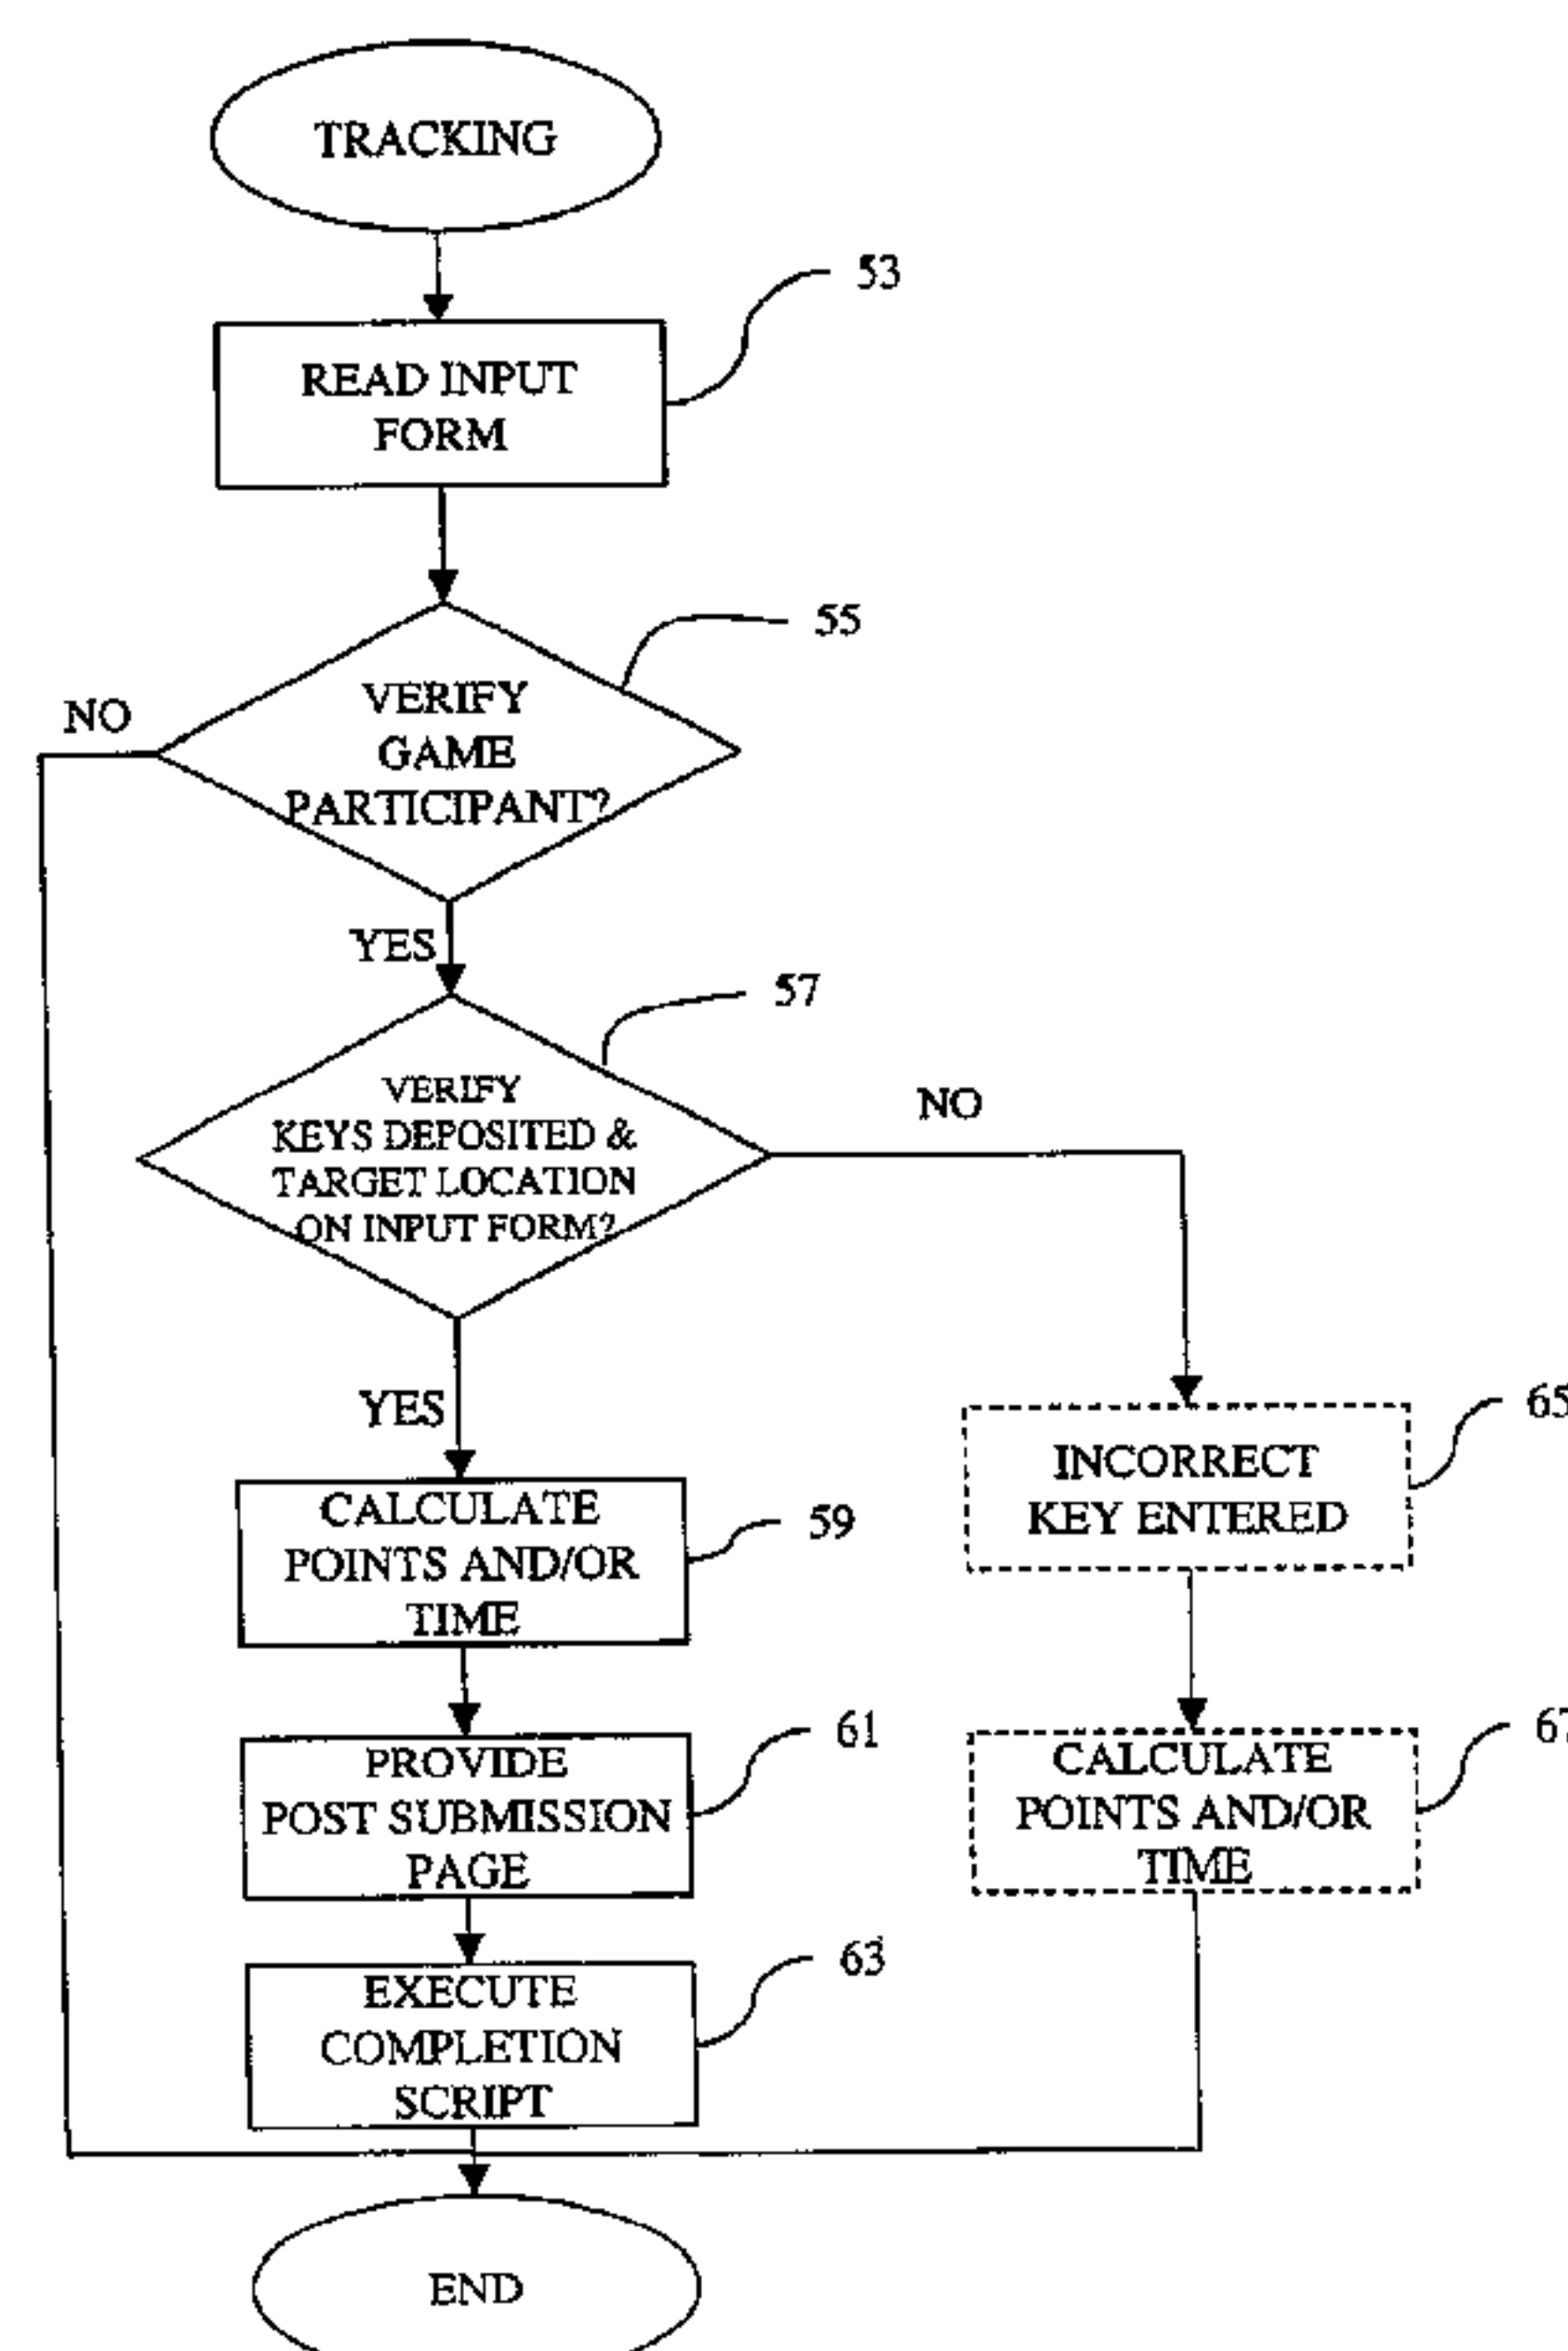 TRACKING
53
READ INPUT
FORM
55
NO
VERIFY
GAME
PARTICIPANT?
YES
57
VERIFY
KEYS DEPOSITED &
TARGET LOCATION
ON INPUT FORM?
NO
YES
65
INCORRECT
KEY ENTERED
CALCULATE
POINTS AND/OR
TIME
59
61
PROVIDE
POST SUBMISSION
PAGE
67
CALCULATE
POINTS AND/OR
TIME
63
EXECUTE
COMPLETION
SCRIPT
END